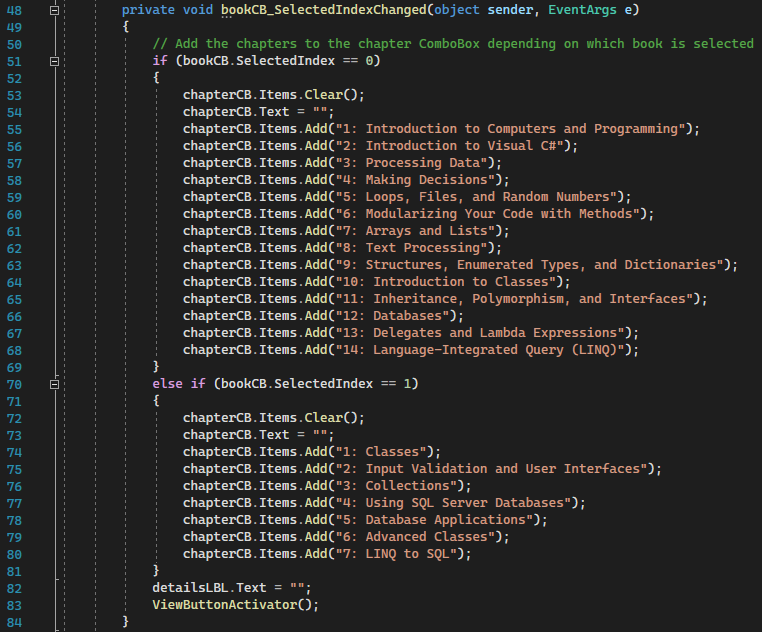 48 private void bookCB_SelectedIndexChanged(object sender, EventArgs e)
49 {
50 // Add the chapters to the chapter ComboBox depending on which book is selected
51 if (bookCB.SelectedIndex == 0)
52 {
53 chapterCB.Items.Clear();
54 chapterCB.Text = "";
55 chapterCB.Items.Add("1: Introduction to Computers and Programming");
56 chapterCB.Items.Add("2: Introduction to Visual C#");
57 chapterCB.Items.Add("3: Processing Data");
58 chapterCB.Items.Add("4: Making Decisions");
59 chapterCB.Items.Add("5: Loops, Files, and Random Numbers");
60 chapterCB.Items.Add("6: Modularizing Your Code with Methods");
61 chapterCB.Items.Add("7: Arrays and Lists");
62 chapterCB.Items.Add("8: Text Processing");
63 chapterCB.Items.Add("9: Structures, Enumerated Types, and Dictionaries");
64 chapterCB.Items.Add("10: Introduction to Classes");
65 chapterCB.Items.Add("11: Inheritance, Polymorphism, and Interfaces");
66 chapterCB.Items.Add("12: Databases");
67 chapterCB.Items.Add("13: Delegates and Lambda Expressions");
68 chapterCB.Items.Add("14: Language-Integrated Query (LINQ)");
69 }
70 else if (bookCB.SelectedIndex == 1)
71 {
72 chapterCB.Items.Clear();
73 chapterCB.Text = "";
74 chapterCB.Items.Add("1: Classes");
75 chapterCB.Items.Add("2: Input Validation and User Interfaces");
76 chapterCB.Items.Add("3: Collections");
77 chapterCB.Items.Add("4: Using SQL Server Databases");
78 chapterCB.Items.Add("5: Database Applications");
79 chapterCB.Items.Add("6: Advanced Classes");
80 chapterCB.Items.Add("7: LINQ to SQL");
81 }
82 detailsLBL.Text = "";
83 ViewButtonActivator();
84 }